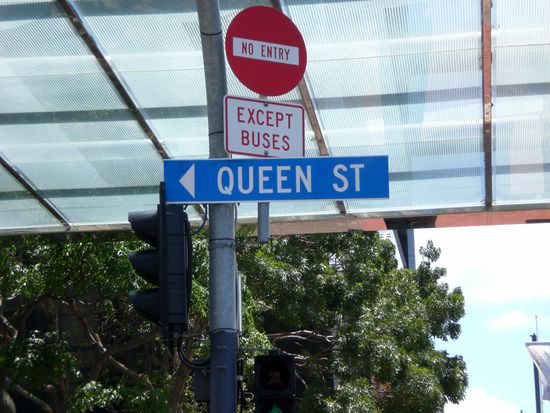 NO ENTRY
EXCEPT
BUSES
QUEEN ST